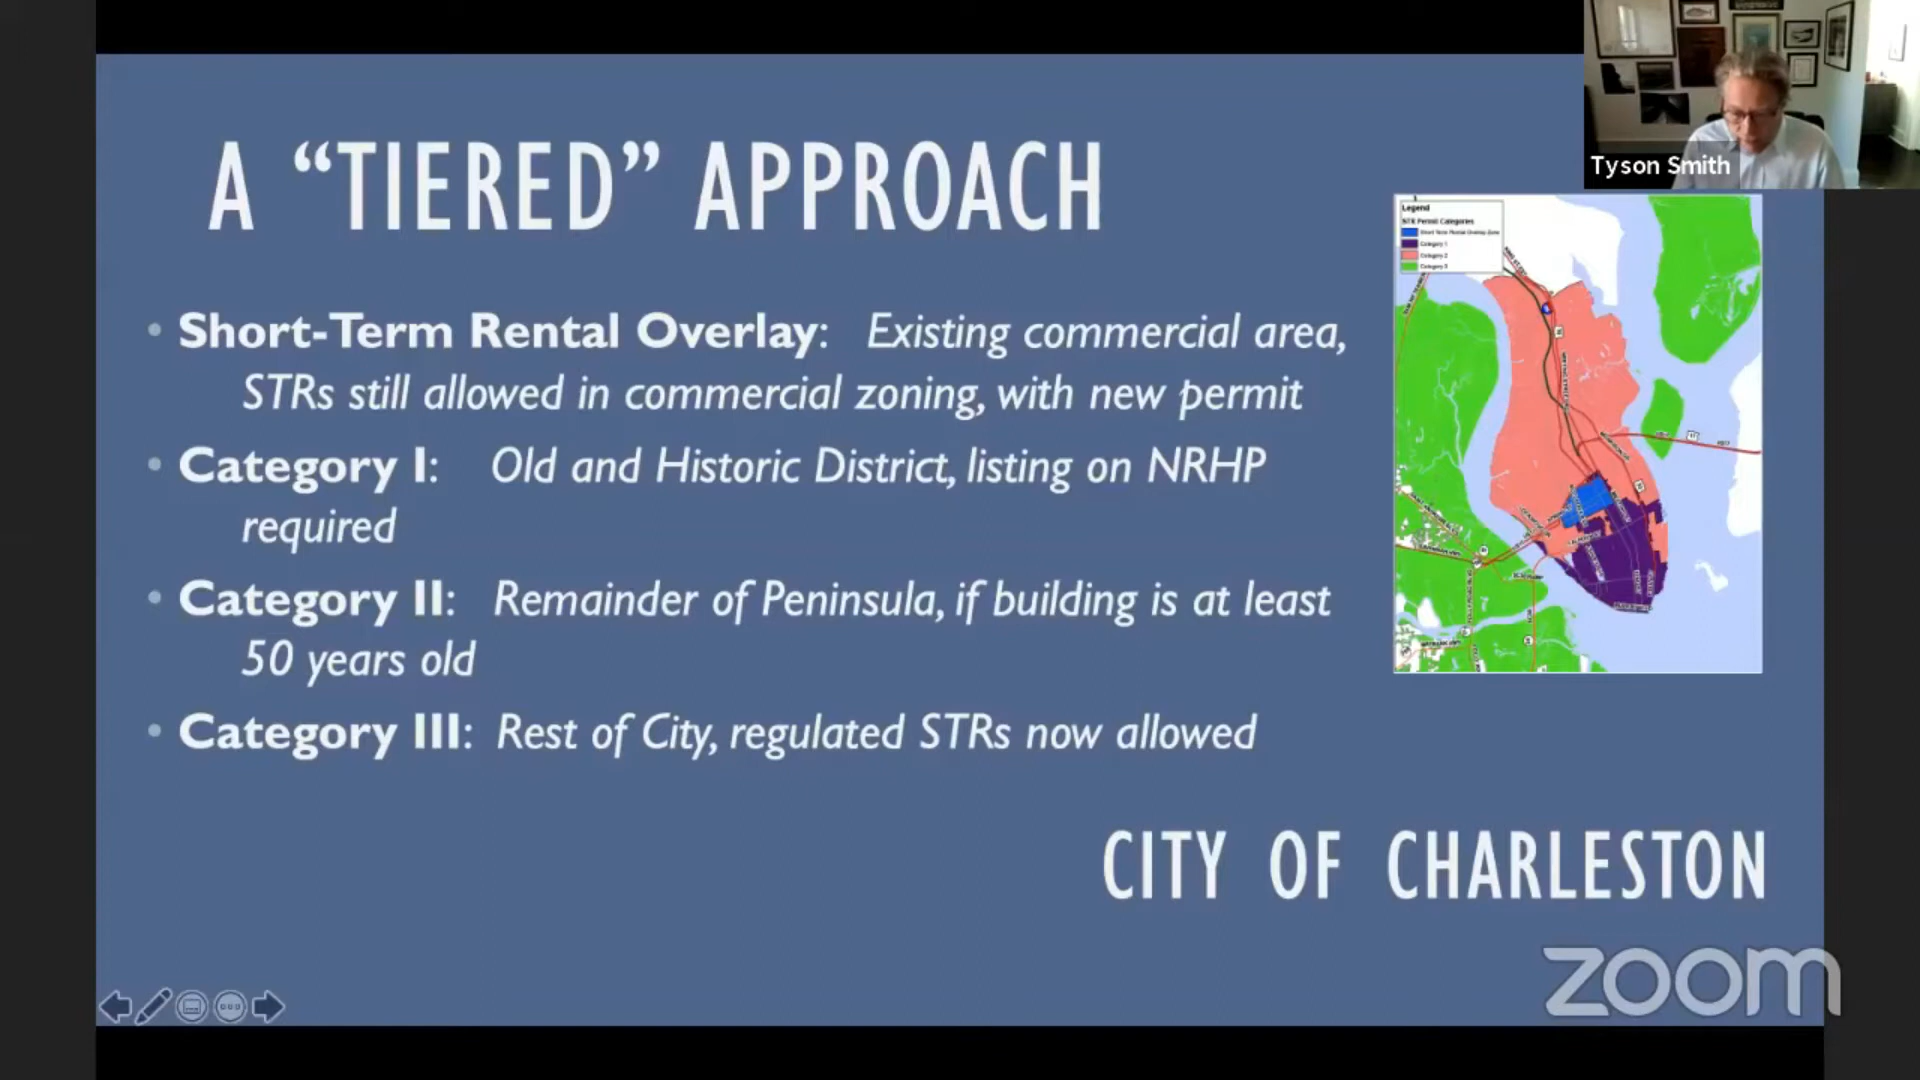 Tyson Smith
A “TIERED” APPROACH
• Short-Term Rental Overlay: Existing commercial area,
STRs still allowed in commercial zoning, with new permit
• Category I: Old and Historic District, listing on NRHP
required
• Category II: Remainder of Peninsula, if building is at least
50 years old
• Category III: Rest of City, regulated STRs now allowed
Legend
STR Permit Categories
Short Term Rental Overlay Zone
Category 1
Category 2
Category 3
CITY OF CHARLESTON
zoom